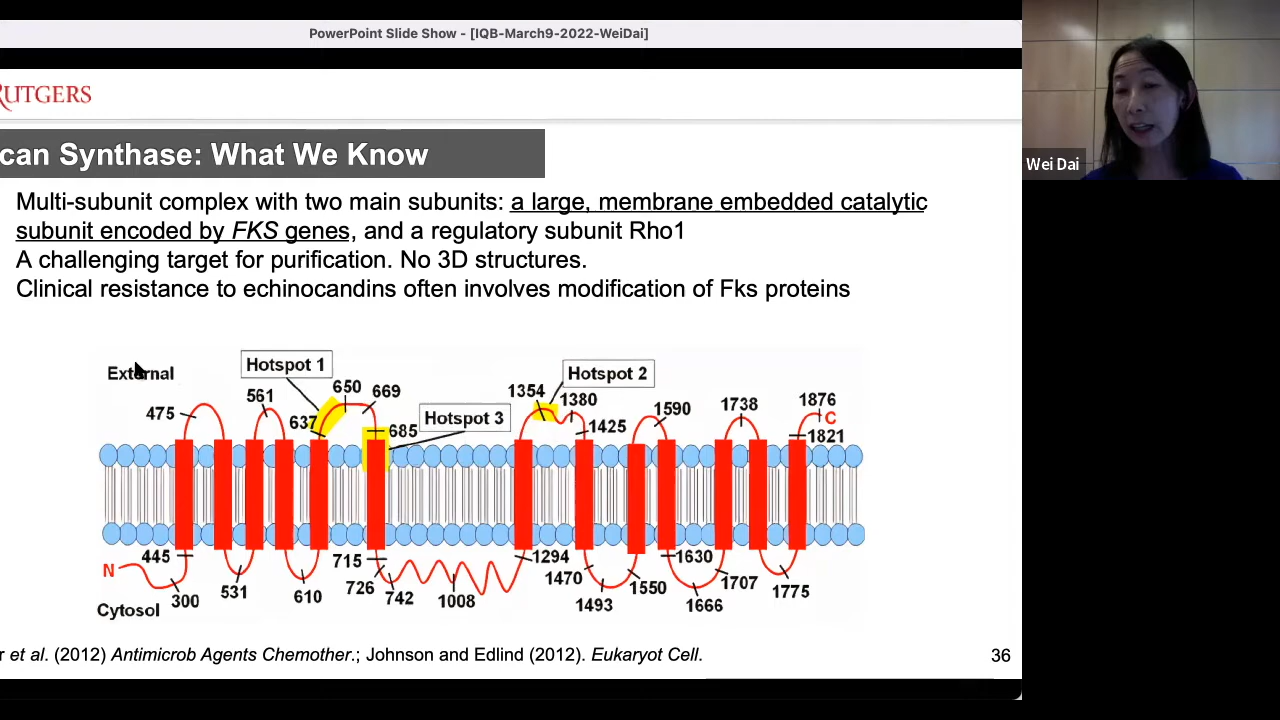 PowerPoint Slide Show - [IQB-March9-2022-WeiDai]
RUTGERS
can Synthase: What We Know
Wei Dai
Multi-subunit complex with two main subunits: a large, membrane embedded catalytic
subunit encoded by FKS genes, and a regulatory subunit Rho1
A challenging target for purification. No 3D structures.
Clinical resistance to echinocandins often involves modification of Fks proteins
External
Hotspot 1
Hotspot 2
Hotspot 3
475
561
637
650
669
685
1354
1380
1425
1590
1738
1876
C
1821
N
445
300
531
610
715
726
742
1008
1294
1470
1493
1550
1630
1666
1707
1775
Cytosol
r et al. (2012) Antimicrob Agents Chemother.; Johnson and Edlind (2012). Eukaryot Cell.
36